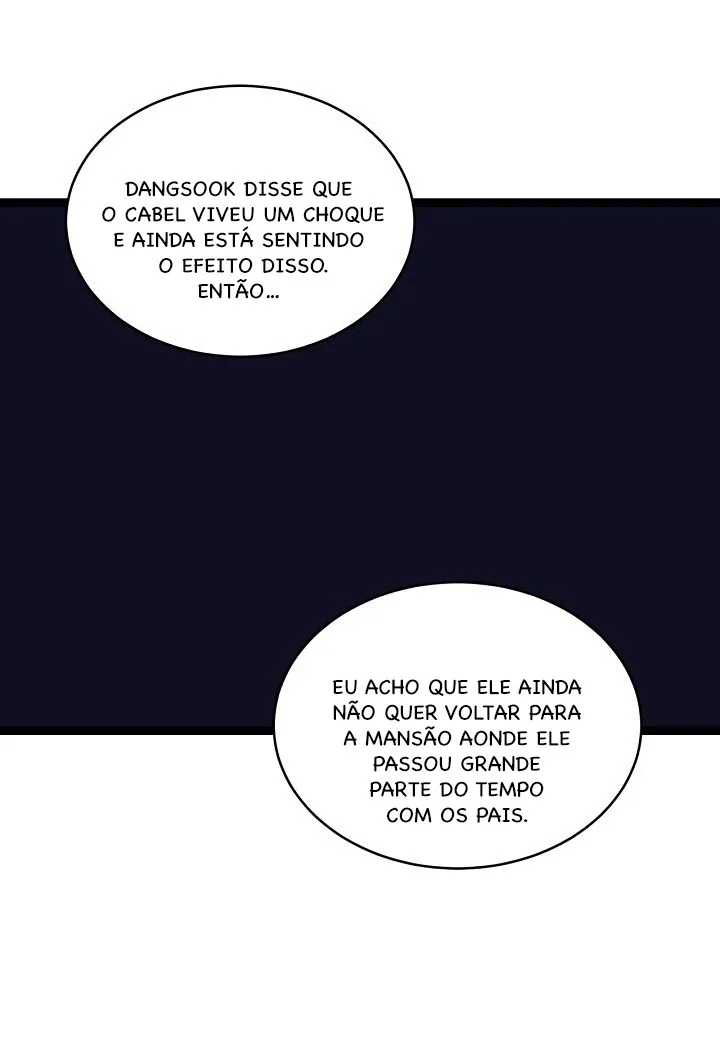 DANGSOOK DISSE QUE
O CABEL VIVEU UM CHOQUE
E AINDA ESTÁ SENTINDO
O EFEITO DISSO.
ENTÃO...
EU ACHO QUE ELE AINDA
NÃO QUER VOLTAR PARA
A MANSÃO AONDE ELE
PASSOU GRANDE
PARTE DO TEMPO
COM OS PAIS.